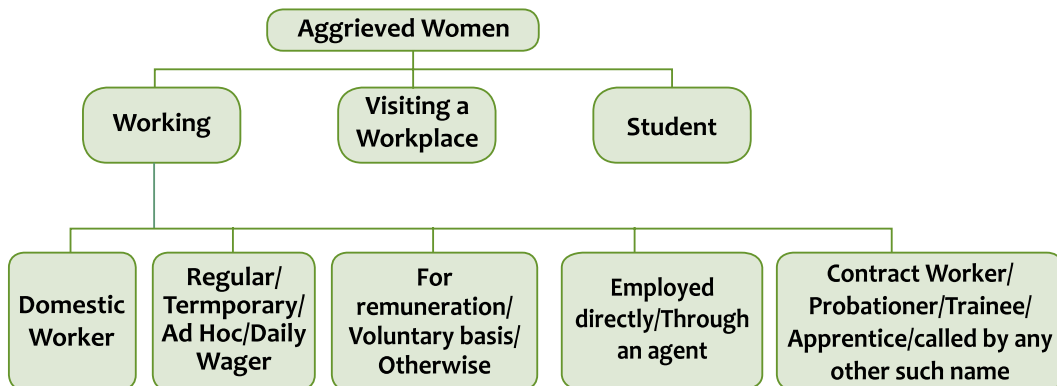 Aggrieved Women
Working
Visiting a
Workplace
Student
Domestic
Worker
Regular/
Termporary/
Ad Hoc/Daily
Wager
For
remuneration/
Voluntary basis/
Otherwise
Employed
directly/Through
an agent
Contract Worker/
Probationer/Trainee/
Apprentice/called by any
other such name